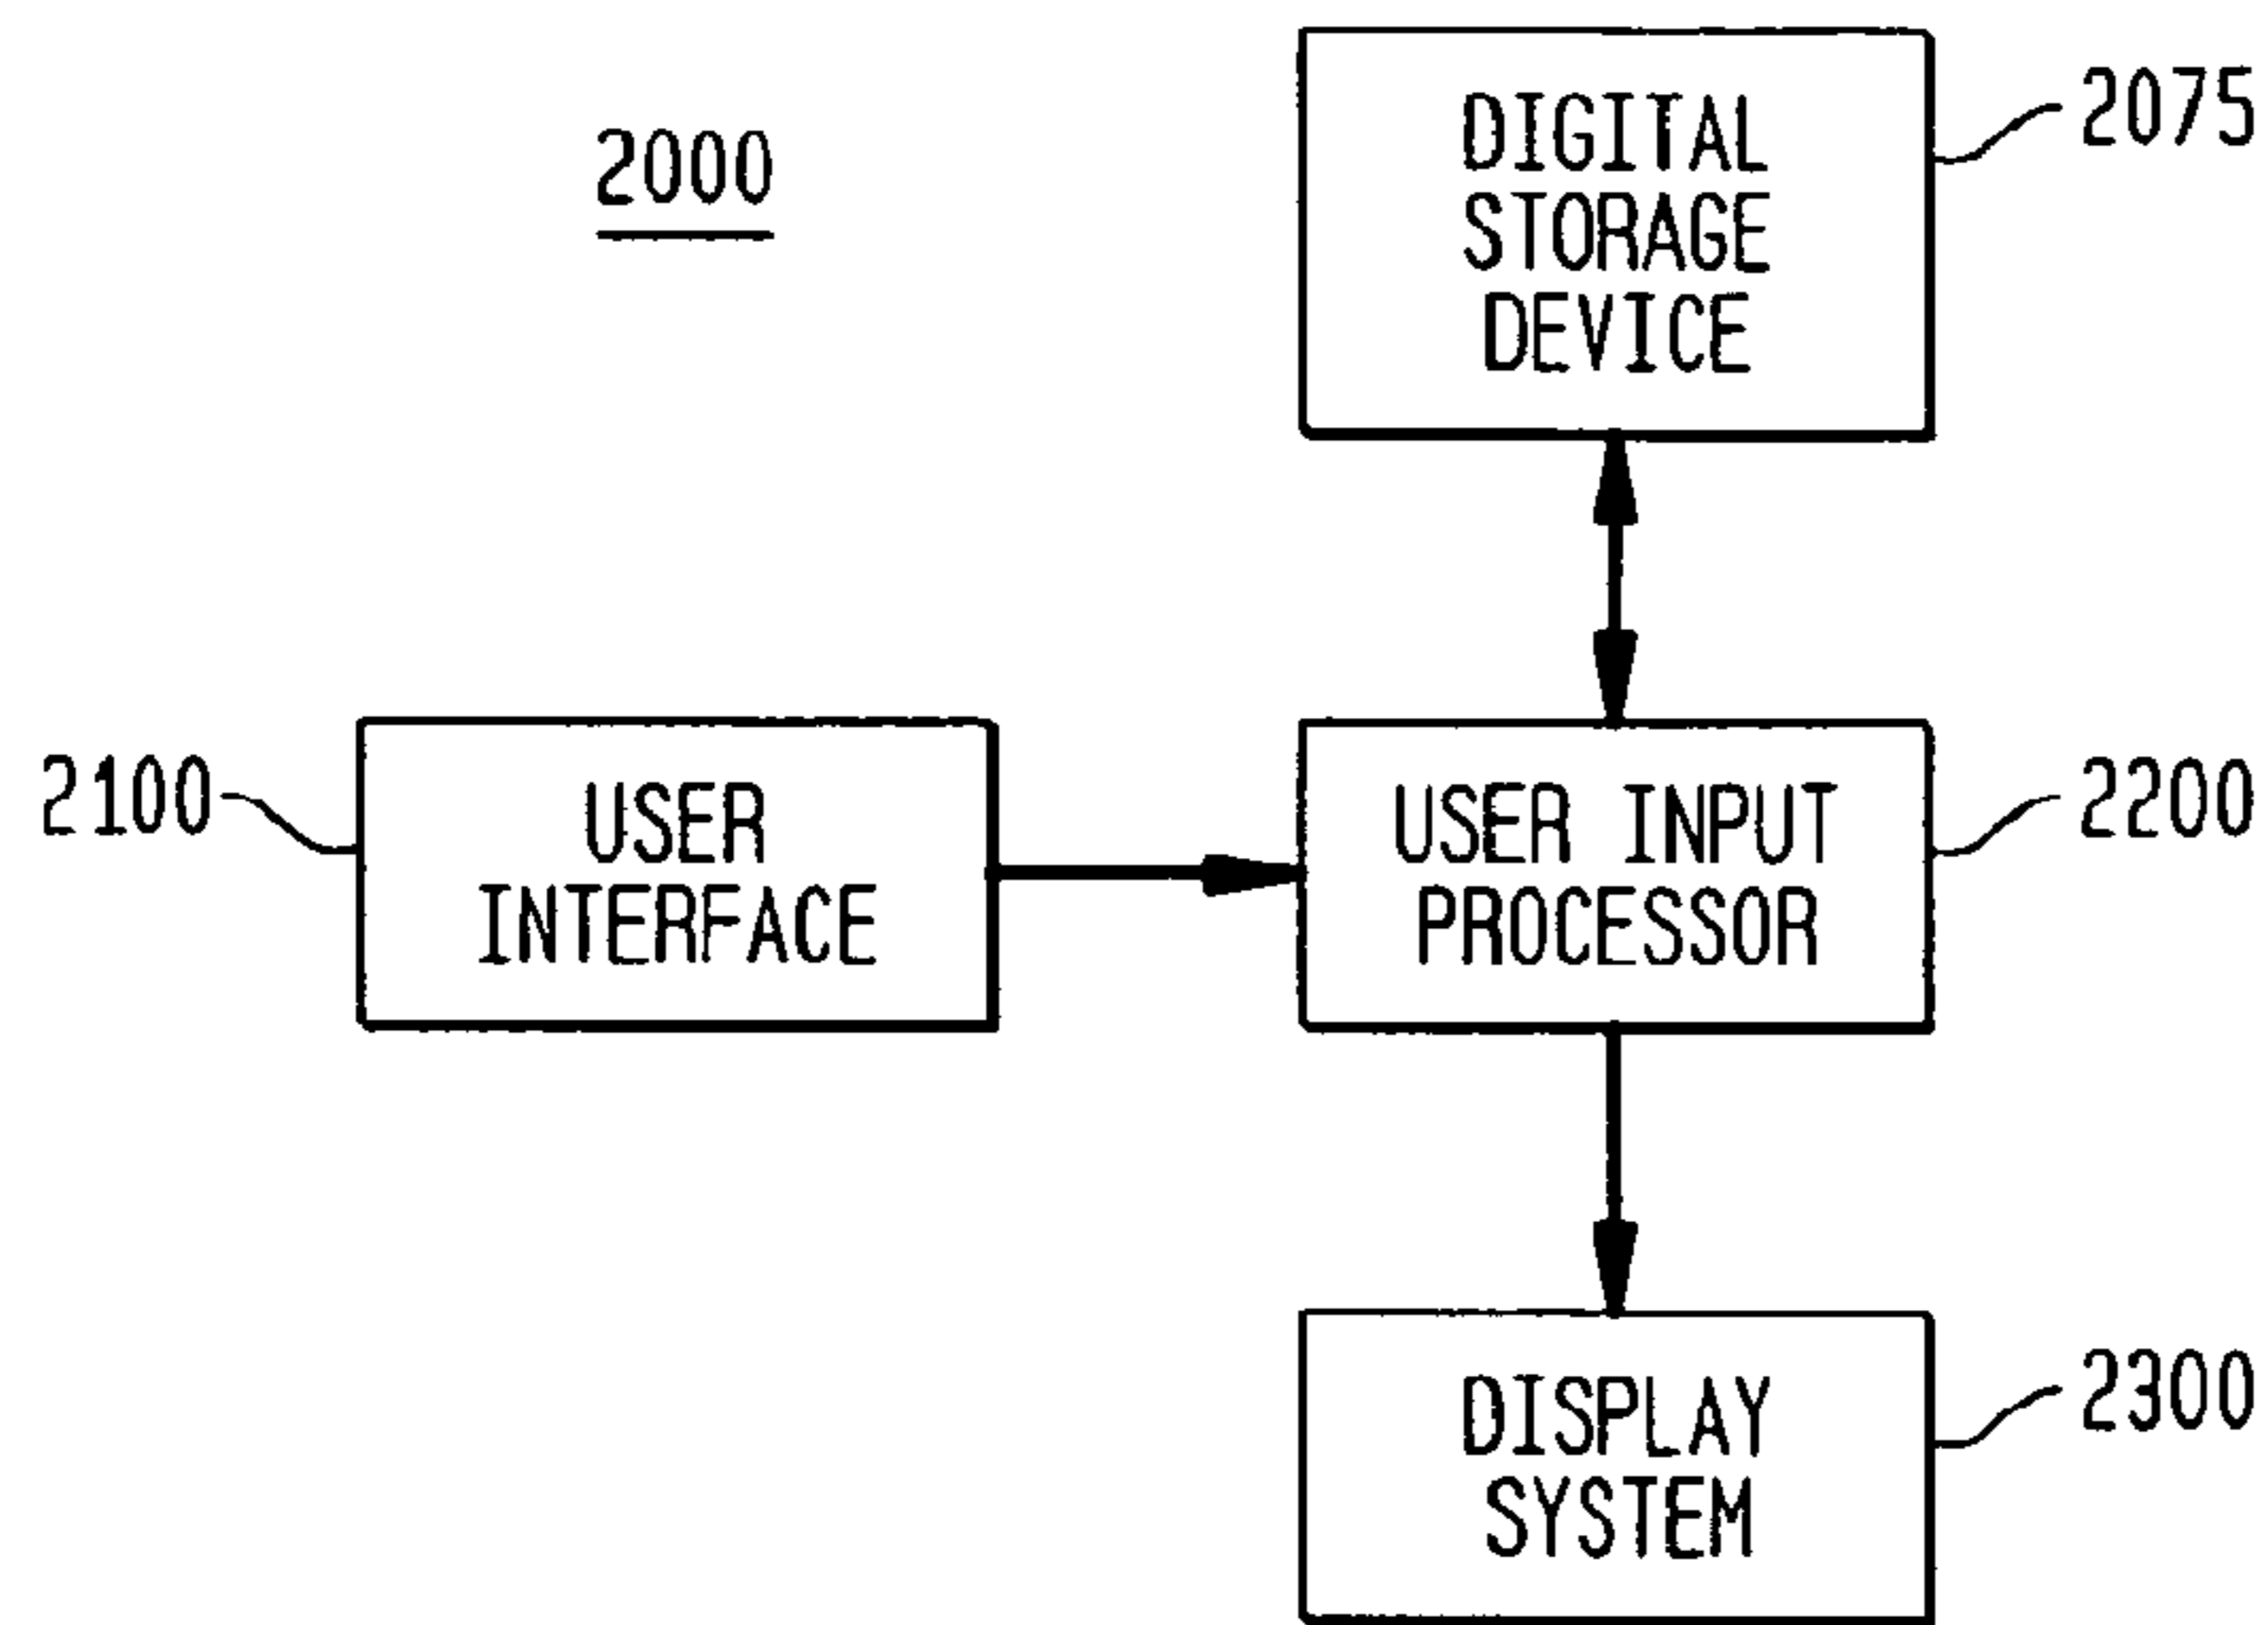 2000
DIGITAL
STORAGE
DEVICE
2075
2100
USER
INTERFACE
USER INPUT
PROCESSOR
2200
DISPLAY
SYSTEM
2300